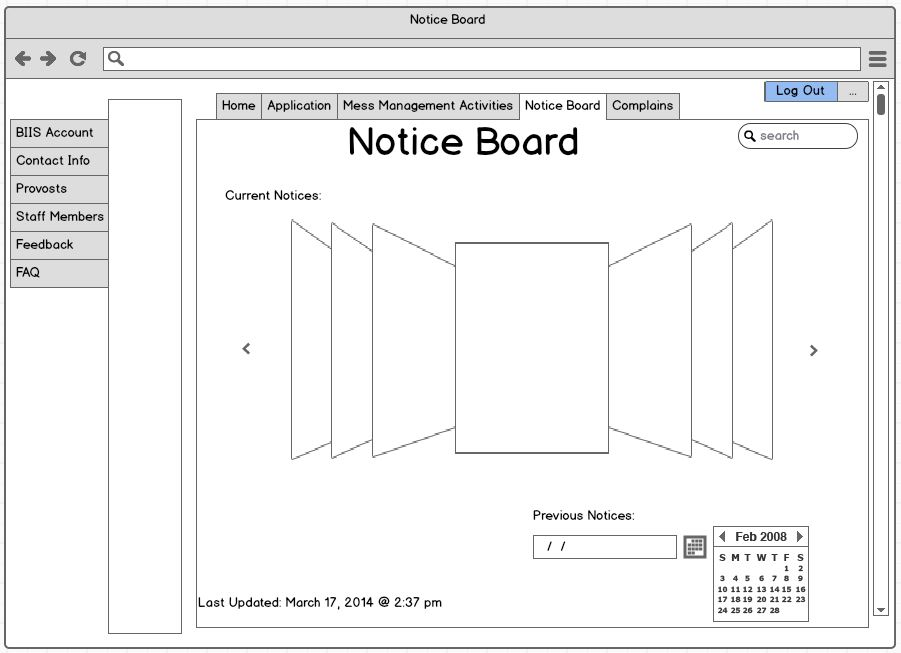 Notice Board
Log Out ...
Home Application Mess Management Activities Notice Board Complains
BIIS Account
Contact Info
Provosts
Staff Members
Feedback
FAQ
Notice Board
search
Current Notices:
Previous Notices:
/ /
Feb 2008
S M T W T F S
1 2
3 4 5 6 7 8 9
10 11 12 13 14 15 16
17 18 19 20 21 22 23
24 25 26 27 28
Last Updated: March 17, 2014 @ 2:37 pm